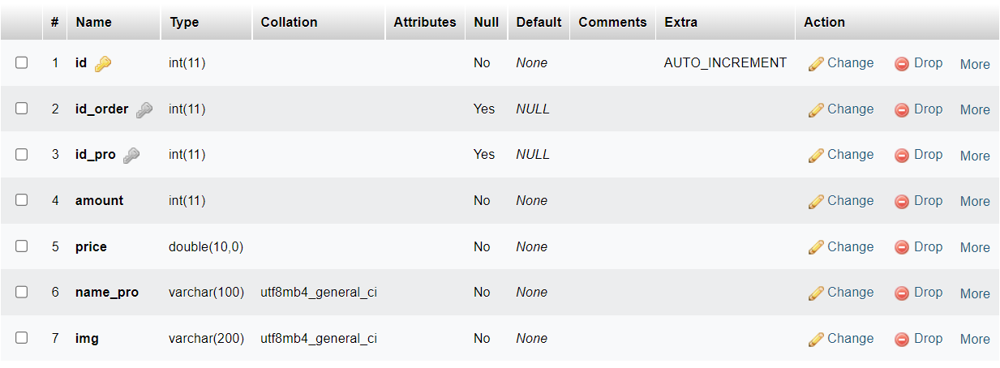 # Name Type Collation Attributes Null Default Comments Extra Action
1 id int(11) No None AUTO_INCREMENT Change Drop More
2 id_order int(11) Yes NULL Change Drop More
3 id_pro int(11) Yes NULL Change Drop More
4 amount int(11) No None Change Drop More
5 price double(10,0) No None Change Drop More
6 name_pro varchar(100) utf8mb4_general_ci No None Change Drop More
7 img varchar(200) utf8mb4_general_ci No None Change Drop More